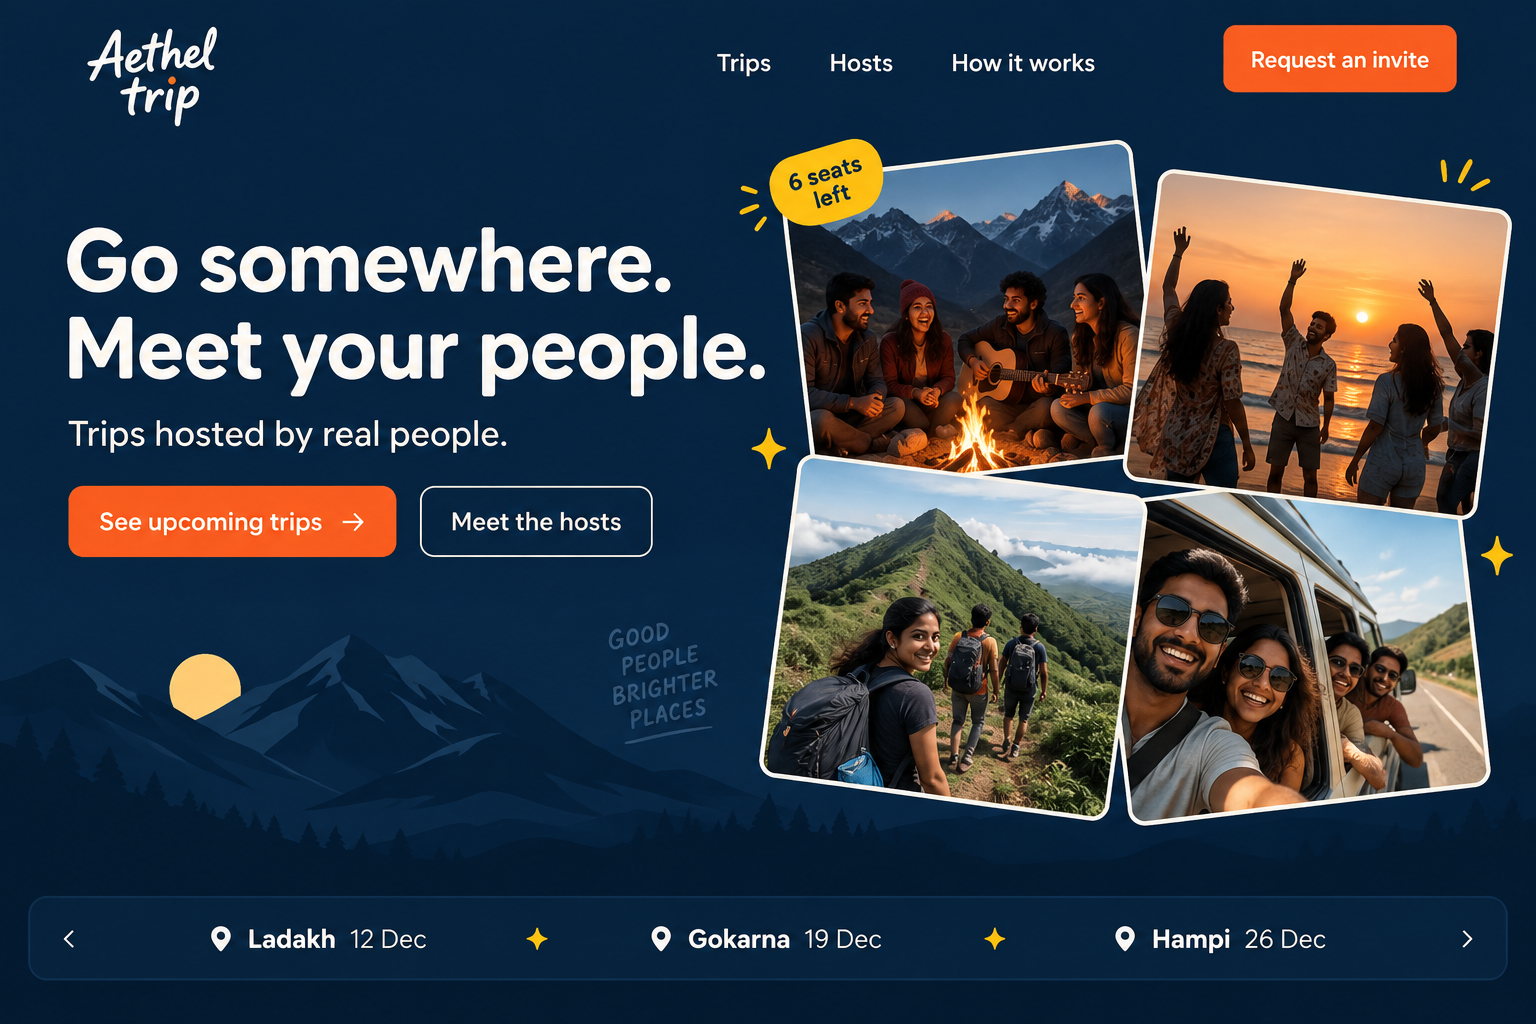 Aethel
trip
Trips
Hosts
How it works
Request an invite
6 seats
left
Go somewhere.
Meet your people.
Trips hosted by real people.
See upcoming trips →
Meet the hosts
GOOD
PEOPLE
BRIGHTER
PLACES
Ladakh 12 Dec
Gokarna 19 Dec
Hampi 26 Dec